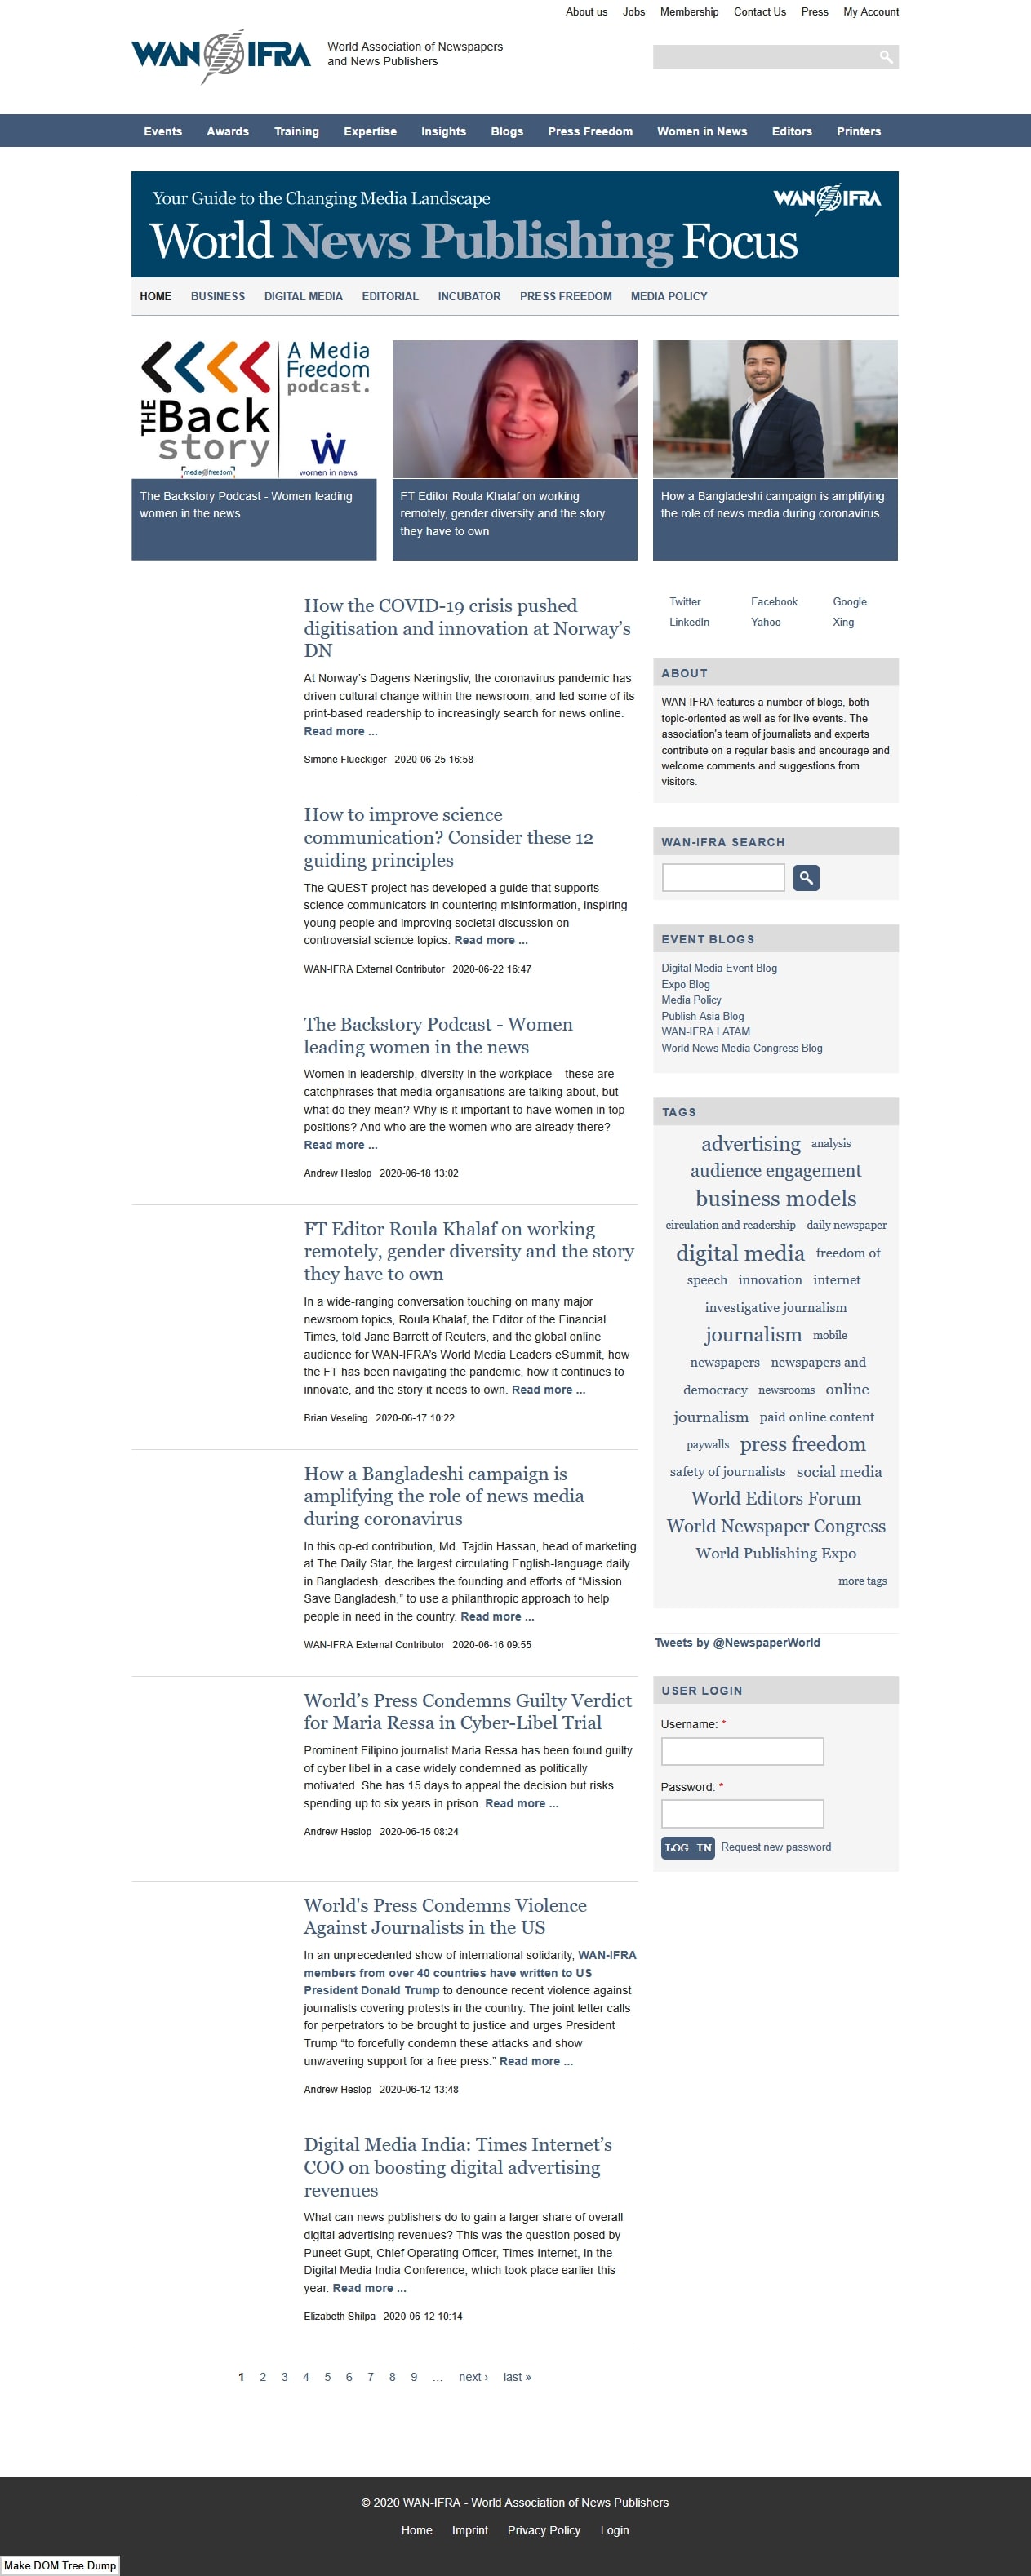 About us Jobs Membership Contact Us Press My Account
WAN IFRA
World Association of Newspapers
and News Publishers
Events Awards Training Expertise Insights Blogs Press Freedom Women in News Editors Printers
Your Guide to the Changing Media Landscape
WAN IFRA
World News Publishing Focus
HOME BUSINESS DIGITAL MEDIA EDITORIAL INCUBATOR PRESS FREEDOM MEDIA POLICY
THE Back story
A Media
Freedom
podcast.
media@freedom
women in news
The Backstory Podcast - Women leading
women in the news
FT Editor Roula Khalaf on working
remotely, gender diversity and the story
they have to own
How a Bangladeshi campaign is amplifying
the role of news media during coronavirus
How the COVID-19 crisis pushed
digitisation and innovation at Norway’s
DN
At Norway’s Dagens Næringsliv, the coronavirus pandemic has
driven cultural change within the newsroom, and led some of its
print-based readership to increasingly search for news online.
Read more ...
Simone Flueckiger 2020-06-25 16:58
How to improve science
communication? Consider these 12
guiding principles
The QUEST project has developed a guide that supports
science communicators in countering misinformation, inspiring
young people and improving societal discussion on
controversial science topics. Read more ...
WAN-IFRA External Contributor 2020-06-22 16:47
The Backstory Podcast - Women
leading women in the news
Women in leadership, diversity in the workplace – these are
catchphrases that media organisations are talking about, but
what do they mean? Why is it important to have women in top
positions? And who are the women who are already there?
Read more ...
Andrew Heslop 2020-06-18 13:02
FT Editor Roula Khalaf on working
remotely, gender diversity and the story
they have to own
In a wide-ranging conversation touching on many major
newsroom topics, Roula Khalaf, the Editor of the Financial
Times, told Jane Barrett of Reuters, and the global online
audience for WAN-IFRA’s World Media Leaders eSummit, how
the FT has been navigating the pandemic, how it continues to
innovate, and the story it needs to own. Read more ...
Brian Veseling 2020-06-17 10:22
How a Bangladeshi campaign is
amplifying the role of news media
during coronavirus
In this op-ed contribution, Md. Tajdin Hassan, head of marketing
at The Daily Star, the largest circulating English-language daily
in Bangladesh, describes the founding and efforts of “Mission
Save Bangladesh,” to use a philanthropic approach to help
people in need in the country. Read more ...
WAN-IFRA External Contributor 2020-06-16 09:55
World’s Press Condemns Guilty Verdict
for Maria Ressa in Cyber-Libel Trial
Prominent Filipino journalist Maria Ressa has been found guilty
of cyber libel in a case widely condemned as politically
motivated. She has 15 days to appeal the decision but risks
spending up to six years in prison. Read more ...
Andrew Heslop 2020-06-15 08:24
World's Press Condemns Violence
Against Journalists in the US
In an unprecedented show of international solidarity, WAN-IFRA
members from over 40 countries have written to US
President Donald Trump to denounce recent violence against
journalists covering protests in the country. The joint letter calls
for perpetrators to be brought to justice and urges President
Trump “to forcefully condemn these attacks and show
unwavering support for a free press.” Read more ...
Andrew Heslop 2020-06-12 13:48
Digital Media India: Times Internet’s
COO on boosting digital advertising
revenues
What can news publishers do to gain a larger share of overall
digital advertising revenues? This was the question posed by
Puneet Gupt, Chief Operating Officer, Times Internet, in the
Digital Media India Conference, which took place earlier this
year. Read more ...
Elizabeth Shilpa 2020-06-12 10:14
1 2 3 4 5 6 7 8 9 … next › last »
Twitter Facebook Google
LinkedIn Yahoo Xing
ABOUT
WAN-IFRA features a number of blogs, both
topic-oriented as well as for live events. The
association's team of journalists and experts
contribute on a regular basis and encourage and
welcome comments and suggestions from
visitors.
WAN-IFRA SEARCH
EVENT BLOGS
Digital Media Event Blog
Expo Blog
Media Policy
Publish Asia Blog
WAN-IFRA LATAM
World News Media Congress Blog
TAGS
advertising analysis
audience engagement
business models
circulation and readership daily newspaper
digital media freedom of
speech innovation internet
investigative journalism
journalism mobile
newspapers newspapers and
democracy newsrooms online
journalism paid online content
paywalls press freedom
safety of journalists social media
World Editors Forum
World Newspaper Congress
World Publishing Expo
more tags
Tweets by @NewspaperWorld
USER LOGIN
Username: *
Password: *
LOG IN Request new password
© 2020 WAN-IFRA - World Association of News Publishers
Home Imprint Privacy Policy Login
Make DOM Tree Dump